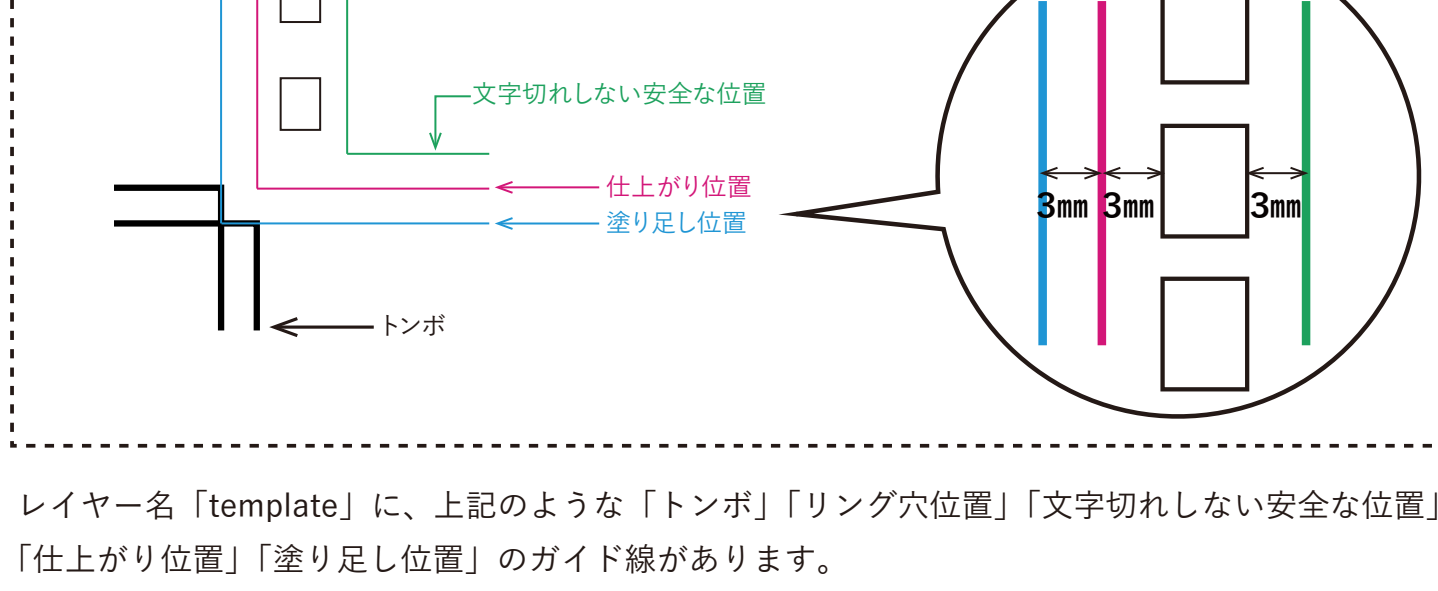 文字切れしない安全な位置
仕上がり位置
塗り足し位置
トンボ
3㎜ 3㎜ 3㎜
レイヤー名「template」に、上記のような「トンボ」「リング穴位置」「文字切れしない安全な位置」
「仕上がり位置」「塗り足し位置」のガイド線があります。